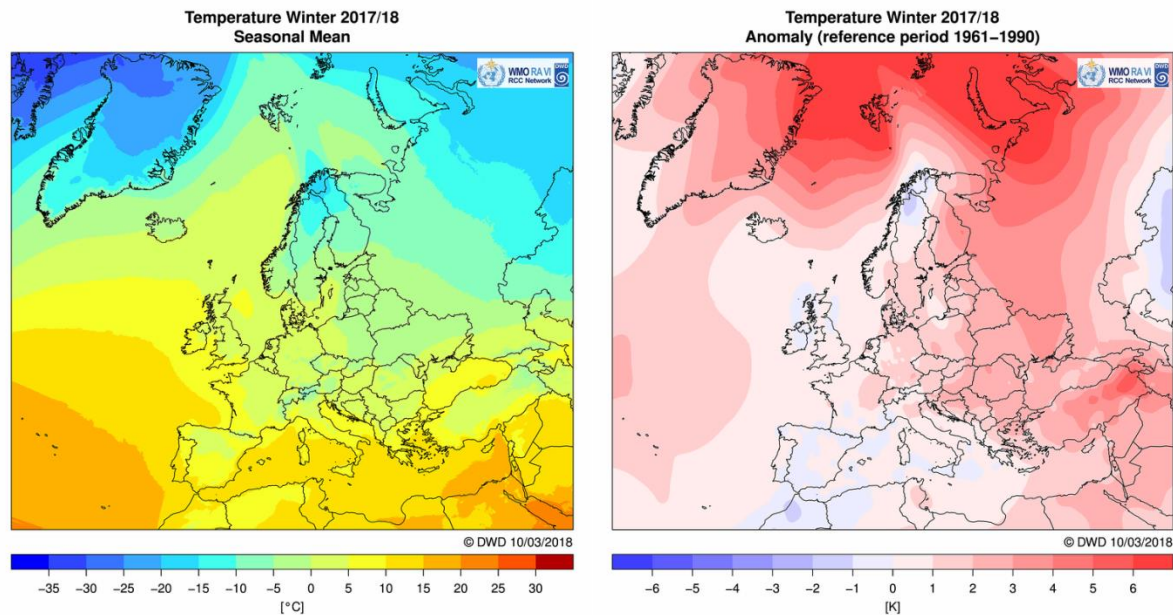 Temperature Winter 2017/18
Seasonal Mean
WMO RA VI
RCC Network
DWD
© DWD 10/03/2018
−35 −30 −25 −20 −15 −10 −5 0 5 10 15 20 25 30
[°C]
Temperature Winter 2017/18
Anomaly (reference period 1961−1990)
WMO RA VI
RCC Network
DWD
© DWD 10/03/2018
−6 −5 −4 −3 −2 −1 0 1 2 3 4 5 6
[K]